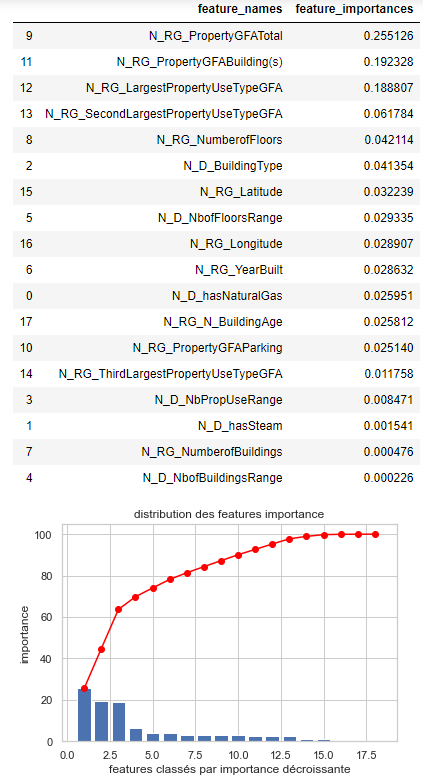 feature_names feature_importances
9 N_RG_PropertyGFATotal 0.255126
11 N_RG_PropertyGFABuilding(s) 0.192328
12 N_RG_LargestPropertyUseTypeGFA 0.188807
13 N_RG_SecondLargestPropertyUseTypeGFA 0.061784
8 N_RG_NumberofFloors 0.042114
2 N_D_BuildingType 0.041354
15 N_RG_Latitude 0.032239
5 N_D_NbofFloorsRange 0.029335
16 N_RG_Longitude 0.028907
6 N_RG_YearBuilt 0.028632
0 N_D_hasNaturalGas 0.025951
17 N_RG_N_BuildingAge 0.025812
10 N_RG_PropertyGFAParking 0.025140
14 N_RG_ThirdLargestPropertyUseTypeGFA 0.011758
3 N_D_NbPropUseRange 0.008471
1 N_D_hasSteam 0.001541
7 N_RG_NumberofBuildings 0.000476
4 N_D_NbofBuildingsRange 0.000226
distribution des features importance
importance
100
80
60
40
20
0
0.0 2.5 5.0 7.5 10.0 12.5 15.0 17.5
features classés par importance décroissante